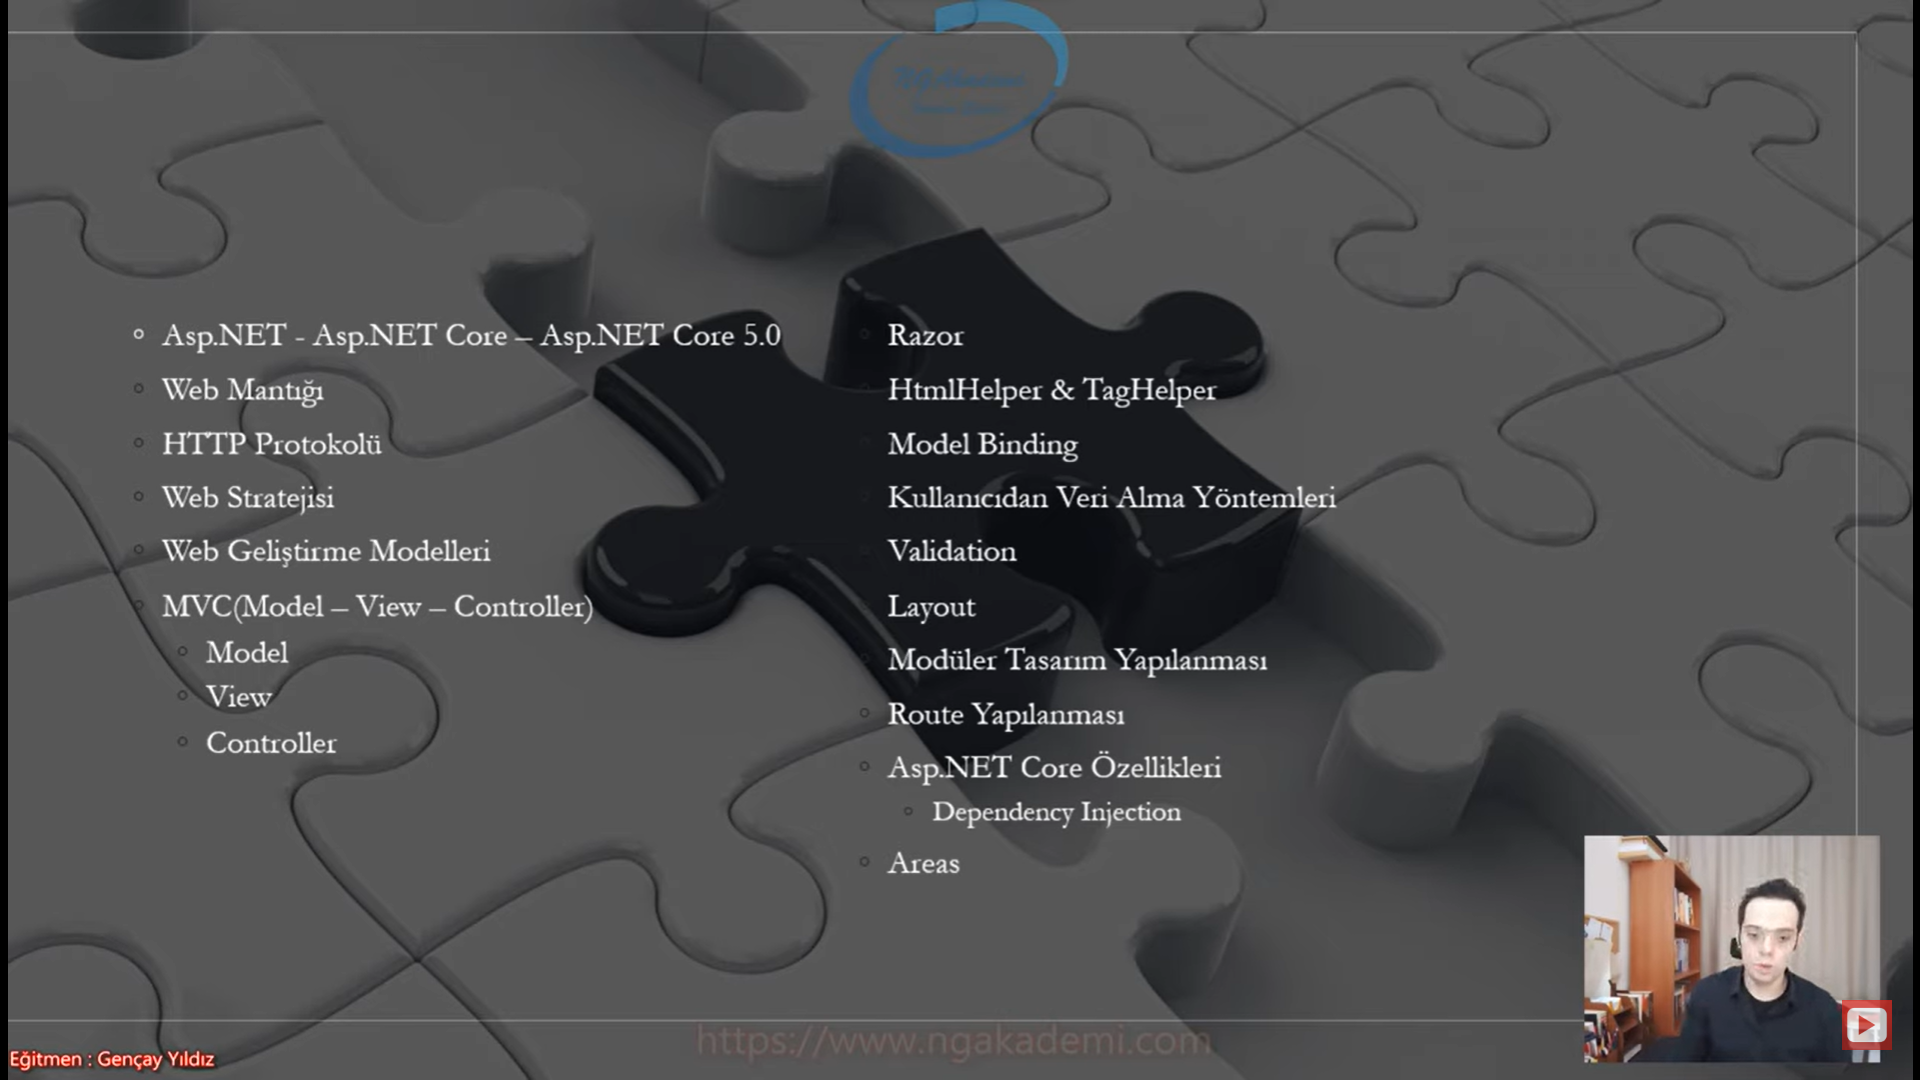 Asp.NET - Asp.NET Core – Asp.NET Core 5.0
Web Mantığı
HTTP Protokolü
Web Stratejisi
Web Geliştirme Modelleri
MVC(Model – View – Controller)
Model
View
Controller
Razor
HtmlHelper & TagHelper
Model Binding
Kullanıcıdan Veri Alma Yöntemleri
Validation
Layout
Modüler Tasarım Yapılanması
Route Yapılanması
Asp.NET Core Özellikleri
Dependency Injection
Areas
https://www.ngakademi.com
Eğitmen : Gençay Yıldız